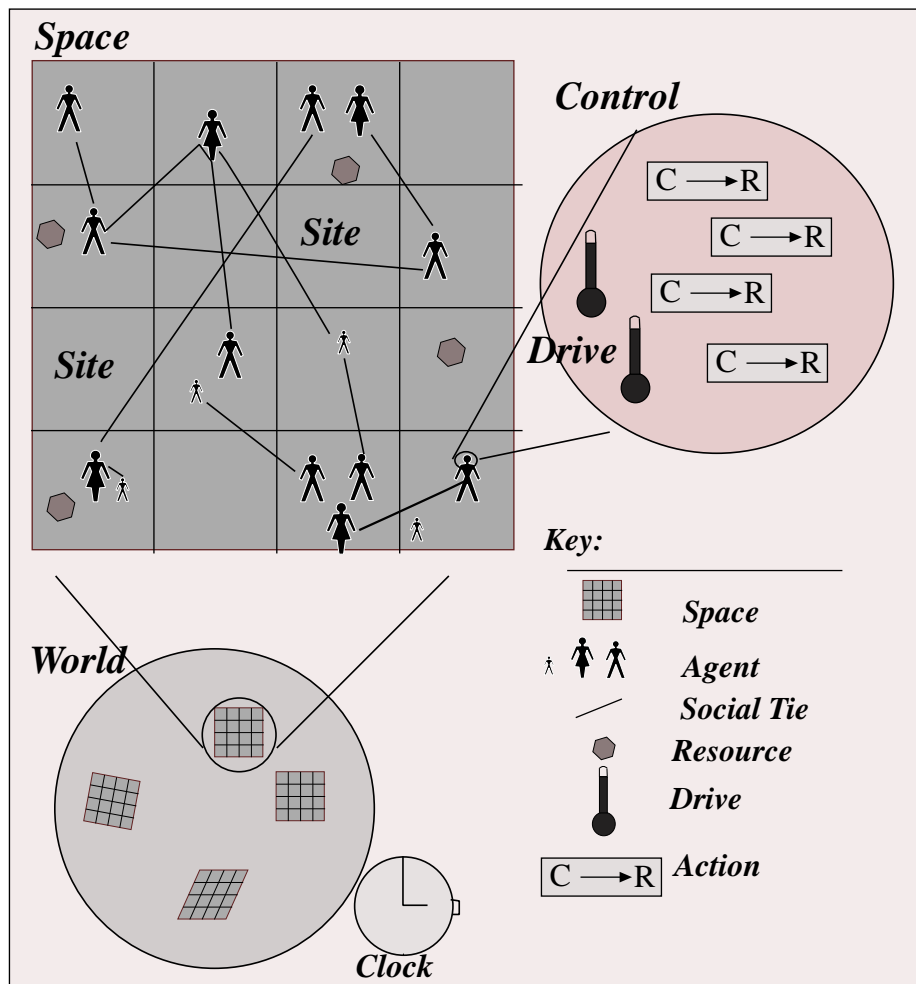 Space
Control
C → R
C → R
Site
C → R
Drive
Site
C → R
Key:
Space
World
Agent
Social Tie
Resource
Drive
C → R Action
Clock